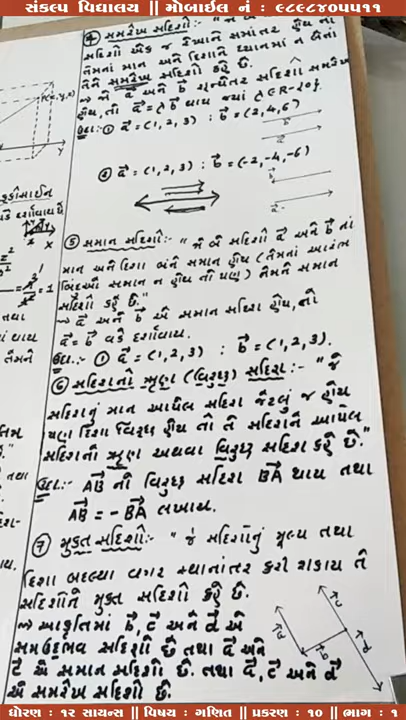 સંકલ્પ વિદ્યાલય || મોબાઈલ નં : ૯૮૯૮૪૦૫૫૧૧
④ સમરેખ સદિશો :- "જે બે
સદિશો એક જ રેખાને સમાંતર હોય તો
તેમનાં માન અને દિશાને ધ્યાનમાં ન લેતાં
તેને સમરેખ સદિશો કહે છે.
→ જો a⃗ અને b⃗ શૂન્યેતર સદિશો સમરેખ
હોય, તો a⃗ = λb⃗ થાય જ્યાં λ∈R-{0}.
ઉદા:- ① a⃗ = (1, 2, 3) : b⃗ = (2, 4, 6)
② a⃗ = (1, 2, 3) : b⃗ = (-2, -4, -6)
⑤ સમાન સદિશો:- "જે બે સદિશો a⃗ અને b⃗ નાં
માન અને દિશા બંને સમાન હોય (તેમનાં આરંભ
બિંદુઓ સમાન ન હોય તો પણ) તેમને સમાન
સદિશો કહે છે."
→ a⃗ અને b⃗ એ સમાન સદિશ હોય, તો
a⃗ = b⃗ વડે દર્શાવાય.
ઉદા:- ① a⃗ = (1, 2, 3) : b⃗ = (1, 2, 3).
⑥ સદિશનો ઋણ (વિરુદ્ધ) સદિશ:- "જે
સદિશનું માન આપેલ સદિશ જેટલું જ હોય
પણ દિશા વિરુદ્ધ હોય તો તે સદિશને આપેલ
સદિશનો ઋણ અથવા વિરુદ્ધ સદિશ કહે છે."
ઉદા:- AB⃗ નો વિરુદ્ધ સદિશ BA⃗ થાય તથા
AB⃗ = -BA⃗ લખાય.
⑦ મુક્ત સદિશો:- "જે સદિશોનું મૂલ્ય તથા
દિશા બદલ્યા વગર સ્થાનાંતર કરી શકાય તે
સદિશોને મુક્ત સદિશો કહે છે.
→ આકૃતિમાં b⃗, c⃗ અને d⃗ એ
સમઉદ્ભવ સદિશો છે તથા a⃗ અને
c⃗ એ સમાન સદિશો છે. તથા a⃗, c⃗ અને d⃗
એ સમરેખ સદિશો છે.
ધોરણ : ૧૨ સાયન્સ || વિષય : ગણિત || પ્રકરણ : ૧૦ || ભાગ : ૧